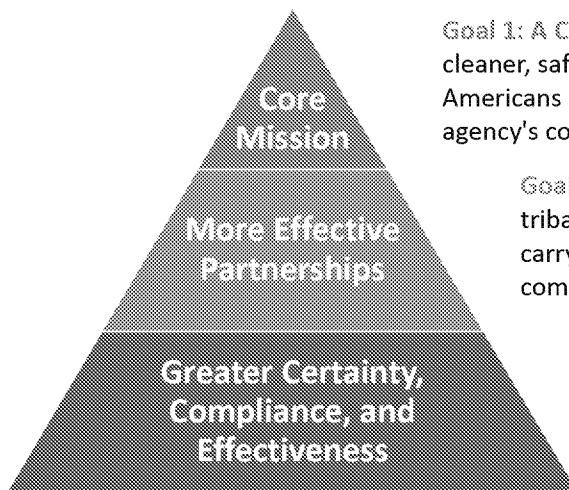 Core
Mission
More Effective
Partnerships
Greater Certainty,
Compliance, and
Effectiveness
Goal 1: A C
cleaner, saf
Americans
agency's co
Goa
triba
carry
com